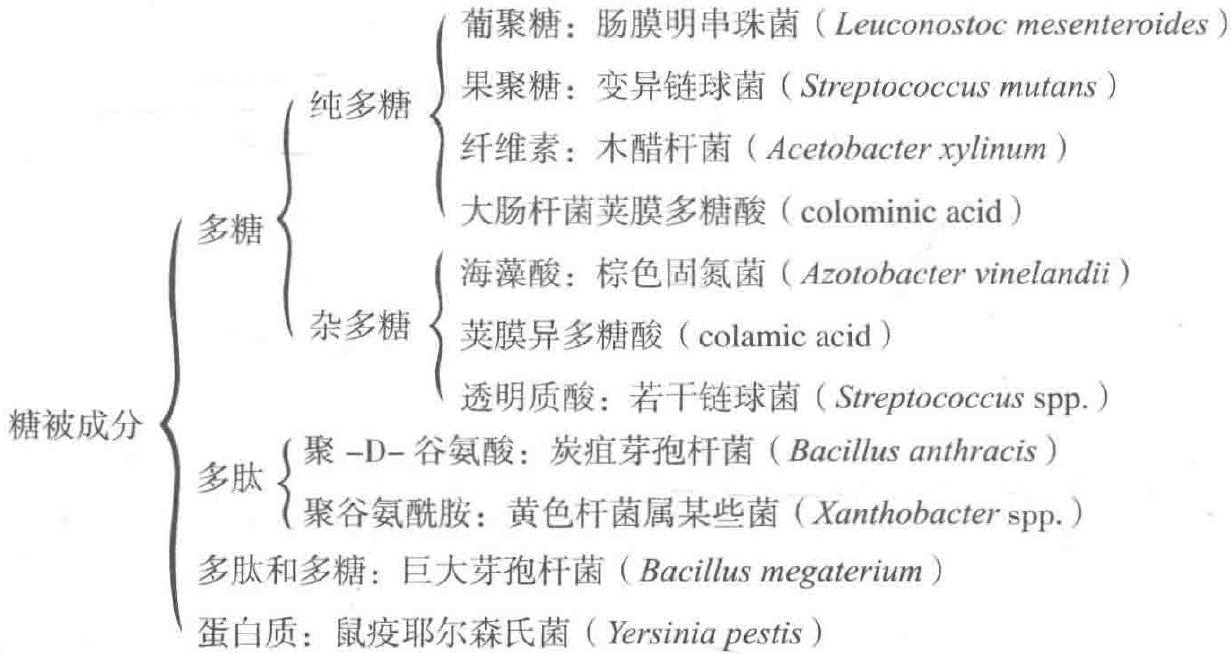 葡聚糖：肠膜明串珠菌（Leuconostoc mesenteroides）
果聚糖：变异链球菌（Streptococcus mutans）
纯多糖
纤维素：木醋杆菌（Acetobacter xylinum）
大肠杆菌荚膜多糖酸（colominic acid）
多糖
海藻酸：棕色固氮菌（Azotobacter vinelandii）
杂多糖
荚膜异多糖酸（colamic acid）
透明质酸：若干链球菌（Streptococcus spp.）
糖被成分
聚-D-谷氨酸：炭疽芽孢杆菌（Bacillus anthracis）
多肽
聚谷氨酰胺：黄色杆菌属某些菌（Xanthobacter spp.）
多肽和多糖：巨大芽孢杆菌（Bacillus megaterium）
蛋白质：鼠疫耶尔森氏菌（Yersinia pestis）